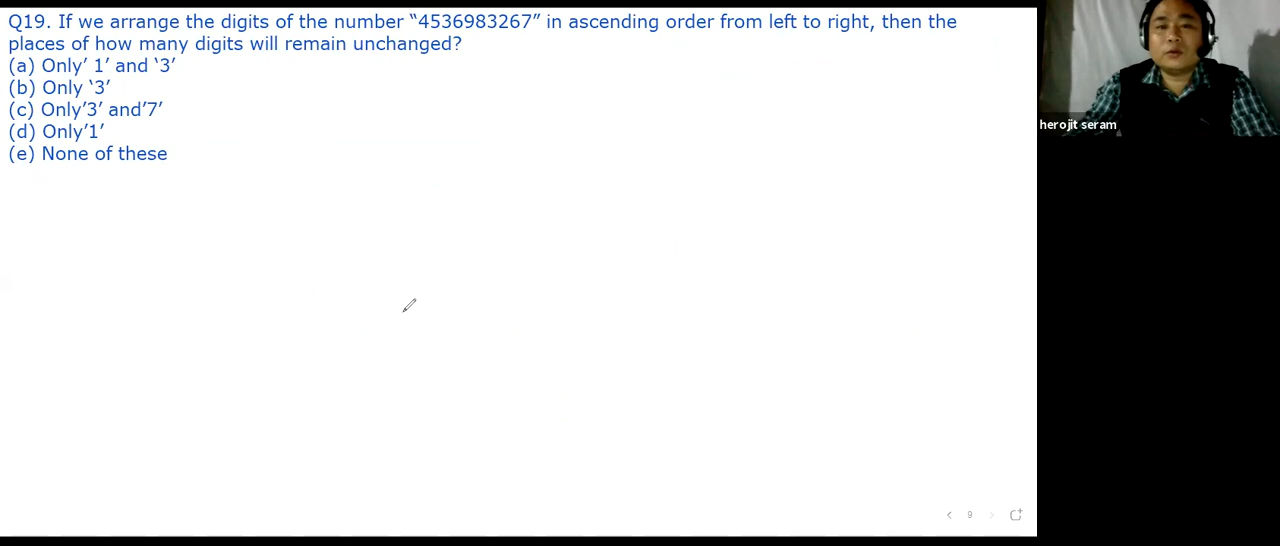 Q19. If we arrange the digits of the number “4536983267” in ascending order from left to right, then the
places of how many digits will remain unchanged?
(a) Only’ 1’ and ‘3’
(b) Only ‘3’
(c) Only’3’ and’7’
(d) Only’1’
(e) None of these
herojit seram
9